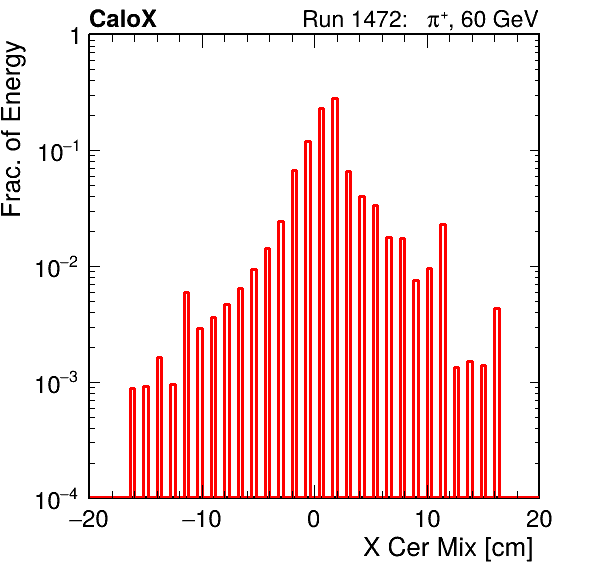 CaloX Run 1472: π⁺, 60 GeV
Frac. of Energy
1
10⁻¹
10⁻²
10⁻³
10⁻⁴
−20 −10 0 10 20
X Cer Mix [cm]